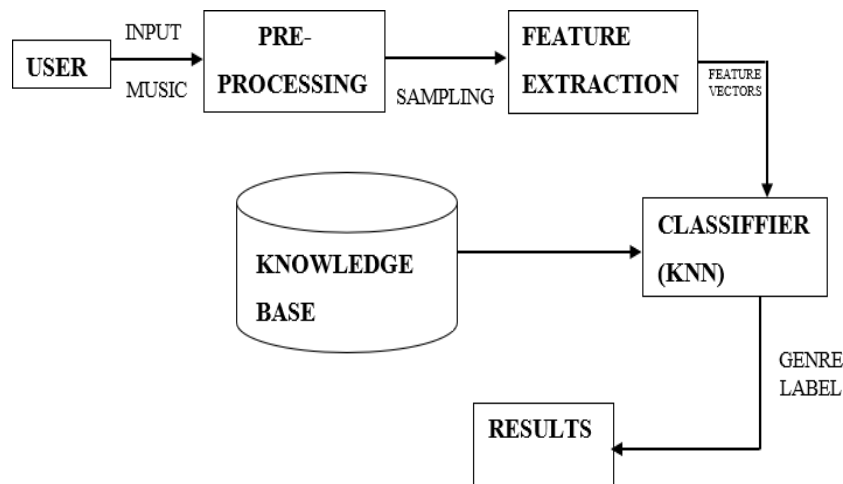 USER
INPUT
MUSIC
PRE-
PROCESSING
SAMPLING
FEATURE
EXTRACTION
FEATURE
VECTORS
KNOWLEDGE
BASE
CLASSIFFIER
(KNN)
GENRE
LABEL
RESULTS